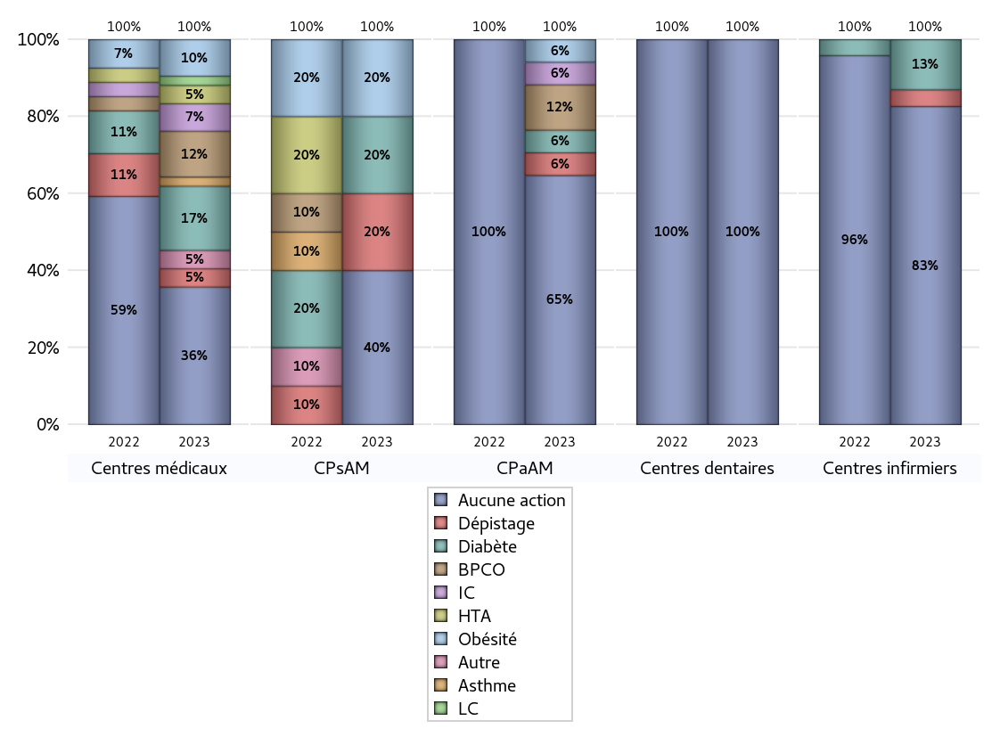 100% 100% 100% 100% 100% 100% 100% 100% 100% 100%
100%
7% 10% 6%
6% 13%
20% 20%
5%
12%
80%
7%
11% 6%
12%
20% 20%
6%
11%
60%
17%
10%
100% 100% 100%
20%
96%
10%
5%
83%
40%
5%
65%
59% 20%
36% 40%
20%
10%
10%
0%
2022 2023 2022 2023 2022 2023 2022 2023 2022 2023
Centres médicaux CPsAM CPaAM Centres dentaires Centres infirmiers
Aucune action
Dépistage
Diabète
BPCO
IC
HTA
Obésité
Autre
Asthme
LC